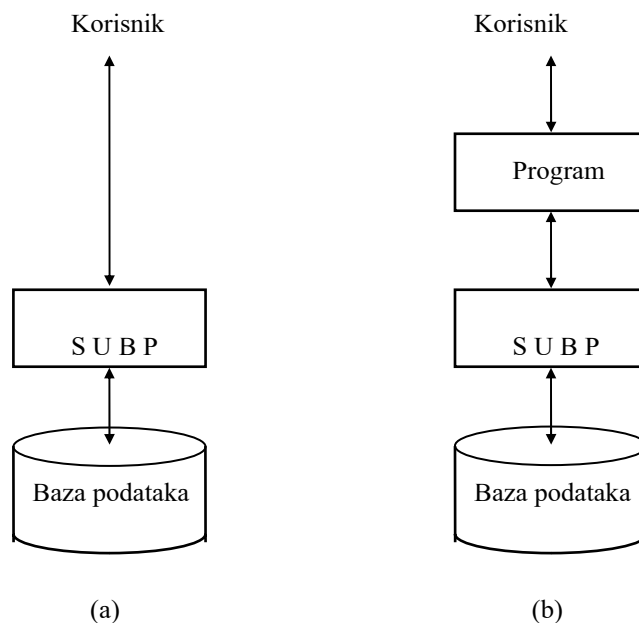 Korisnik
S U B P
Baza podataka
(a)
Korisnik
Program
S U B P
Baza podataka
(b)